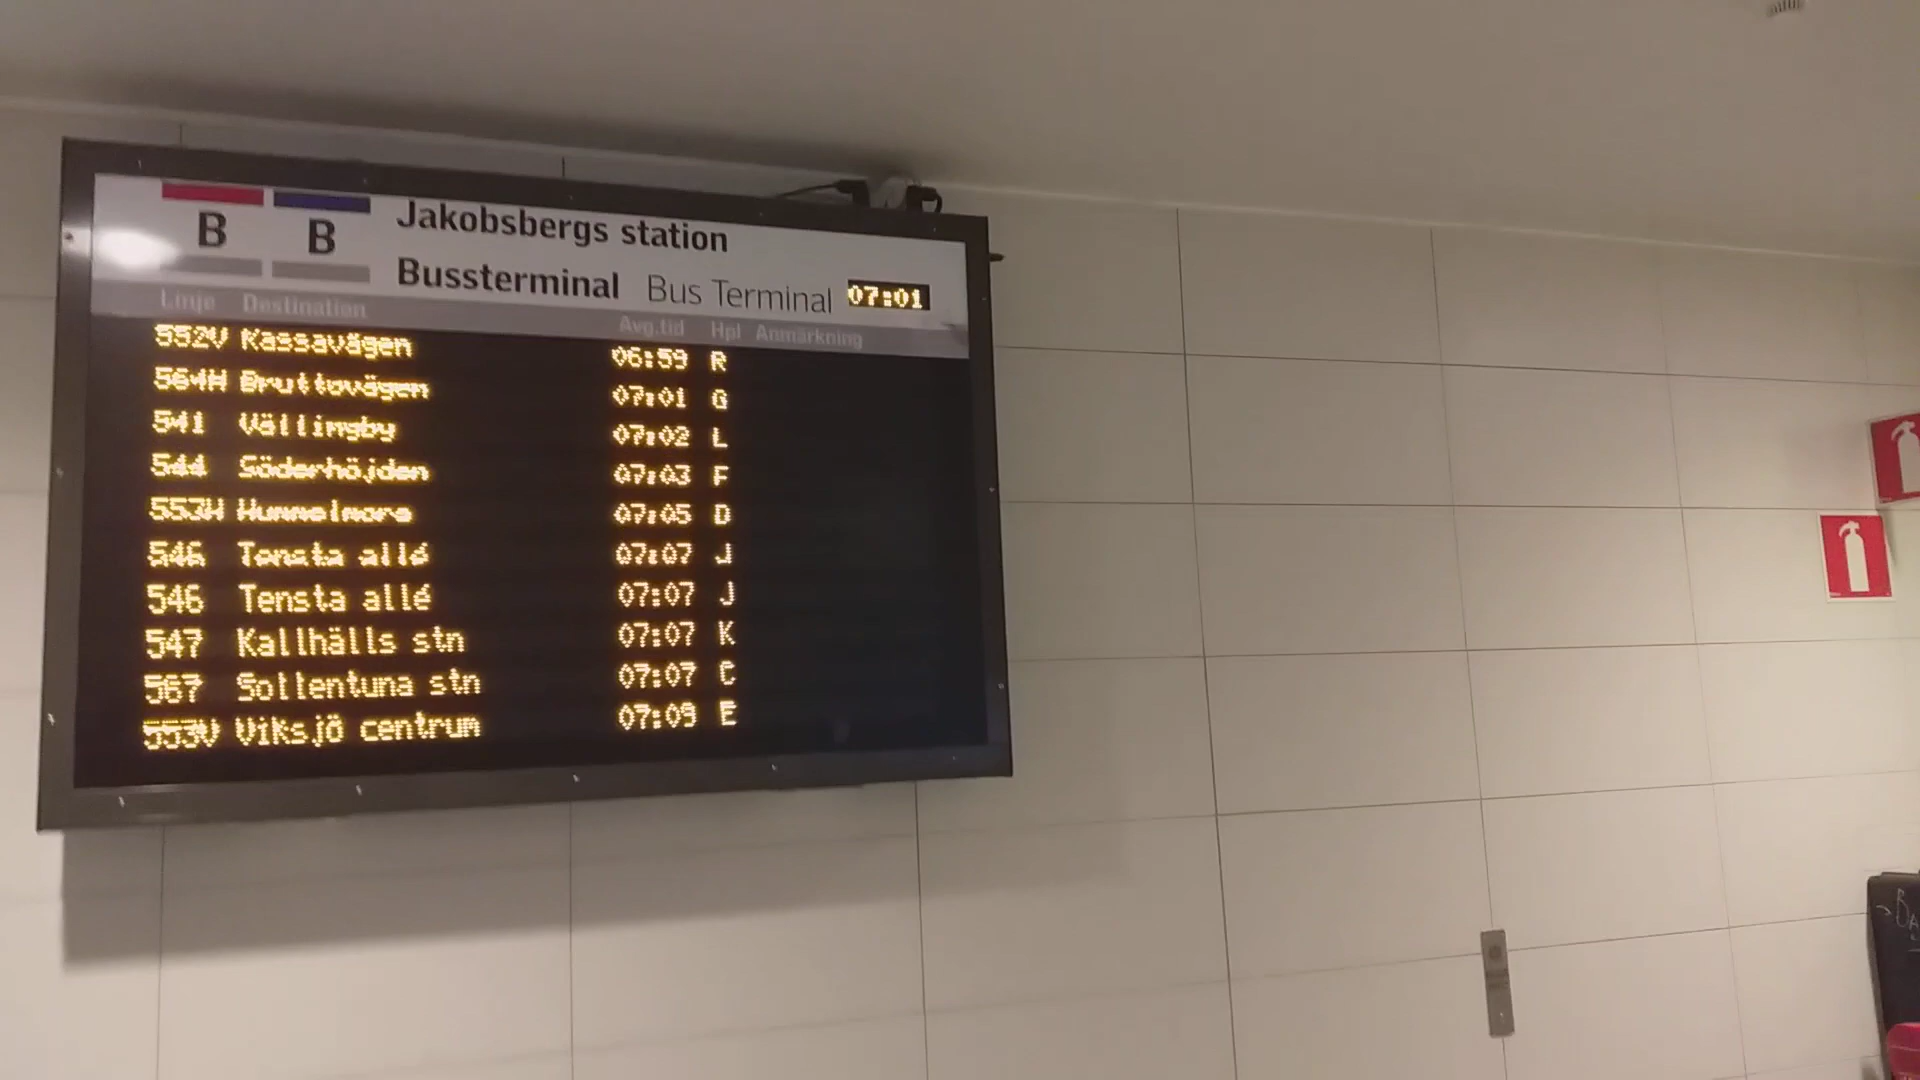 B B Jakobsbergs station
Bussterminal Bus Terminal 07:01
Linje Destination Avg.tid Hpl Anmärkning
552V Kassavägen 06:59 R
564H Bruttovägen 07:01 G
541 Vällingby 07:02 L
544 Söderhöjden 07:03 F
553H Hummelmora 07:05 D
546 Tensta allé 07:07 J
546 Tensta allé 07:07 J
547 Kallhälls stn 07:07 K
567 Sollentuna stn 07:07 C
553V Viksjö centrum 07:09 E